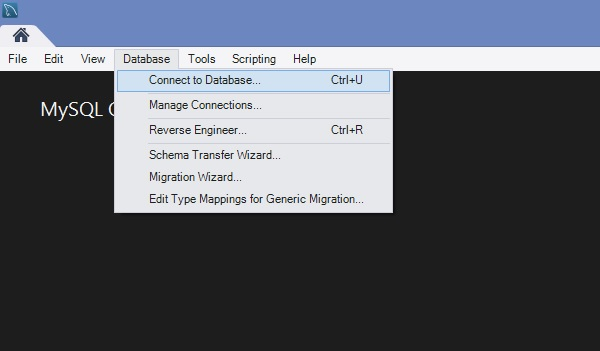 File Edit View Database Tools Scripting Help
Connect to Database... Ctrl+U
Manage Connections...
Reverse Engineer... Ctrl+R
Schema Transfer Wizard...
Migration Wizard...
Edit Type Mappings for Generic Migration...
MySQL